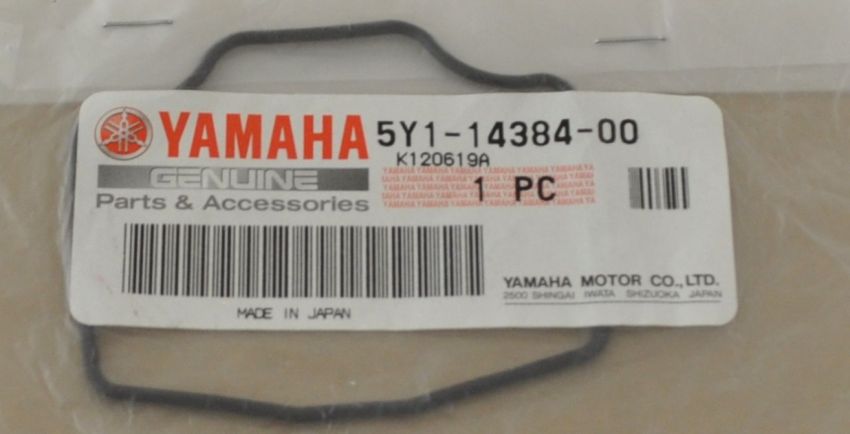 YAMAHA 5Y1-14384-00
K120619A
GENUINE
Parts & Accessories
1 PC
YAMAHA MOTOR CO., LTD.
2500 SHINGAI IWATA SHIZUOKA JAPAN
MADE IN JAPAN